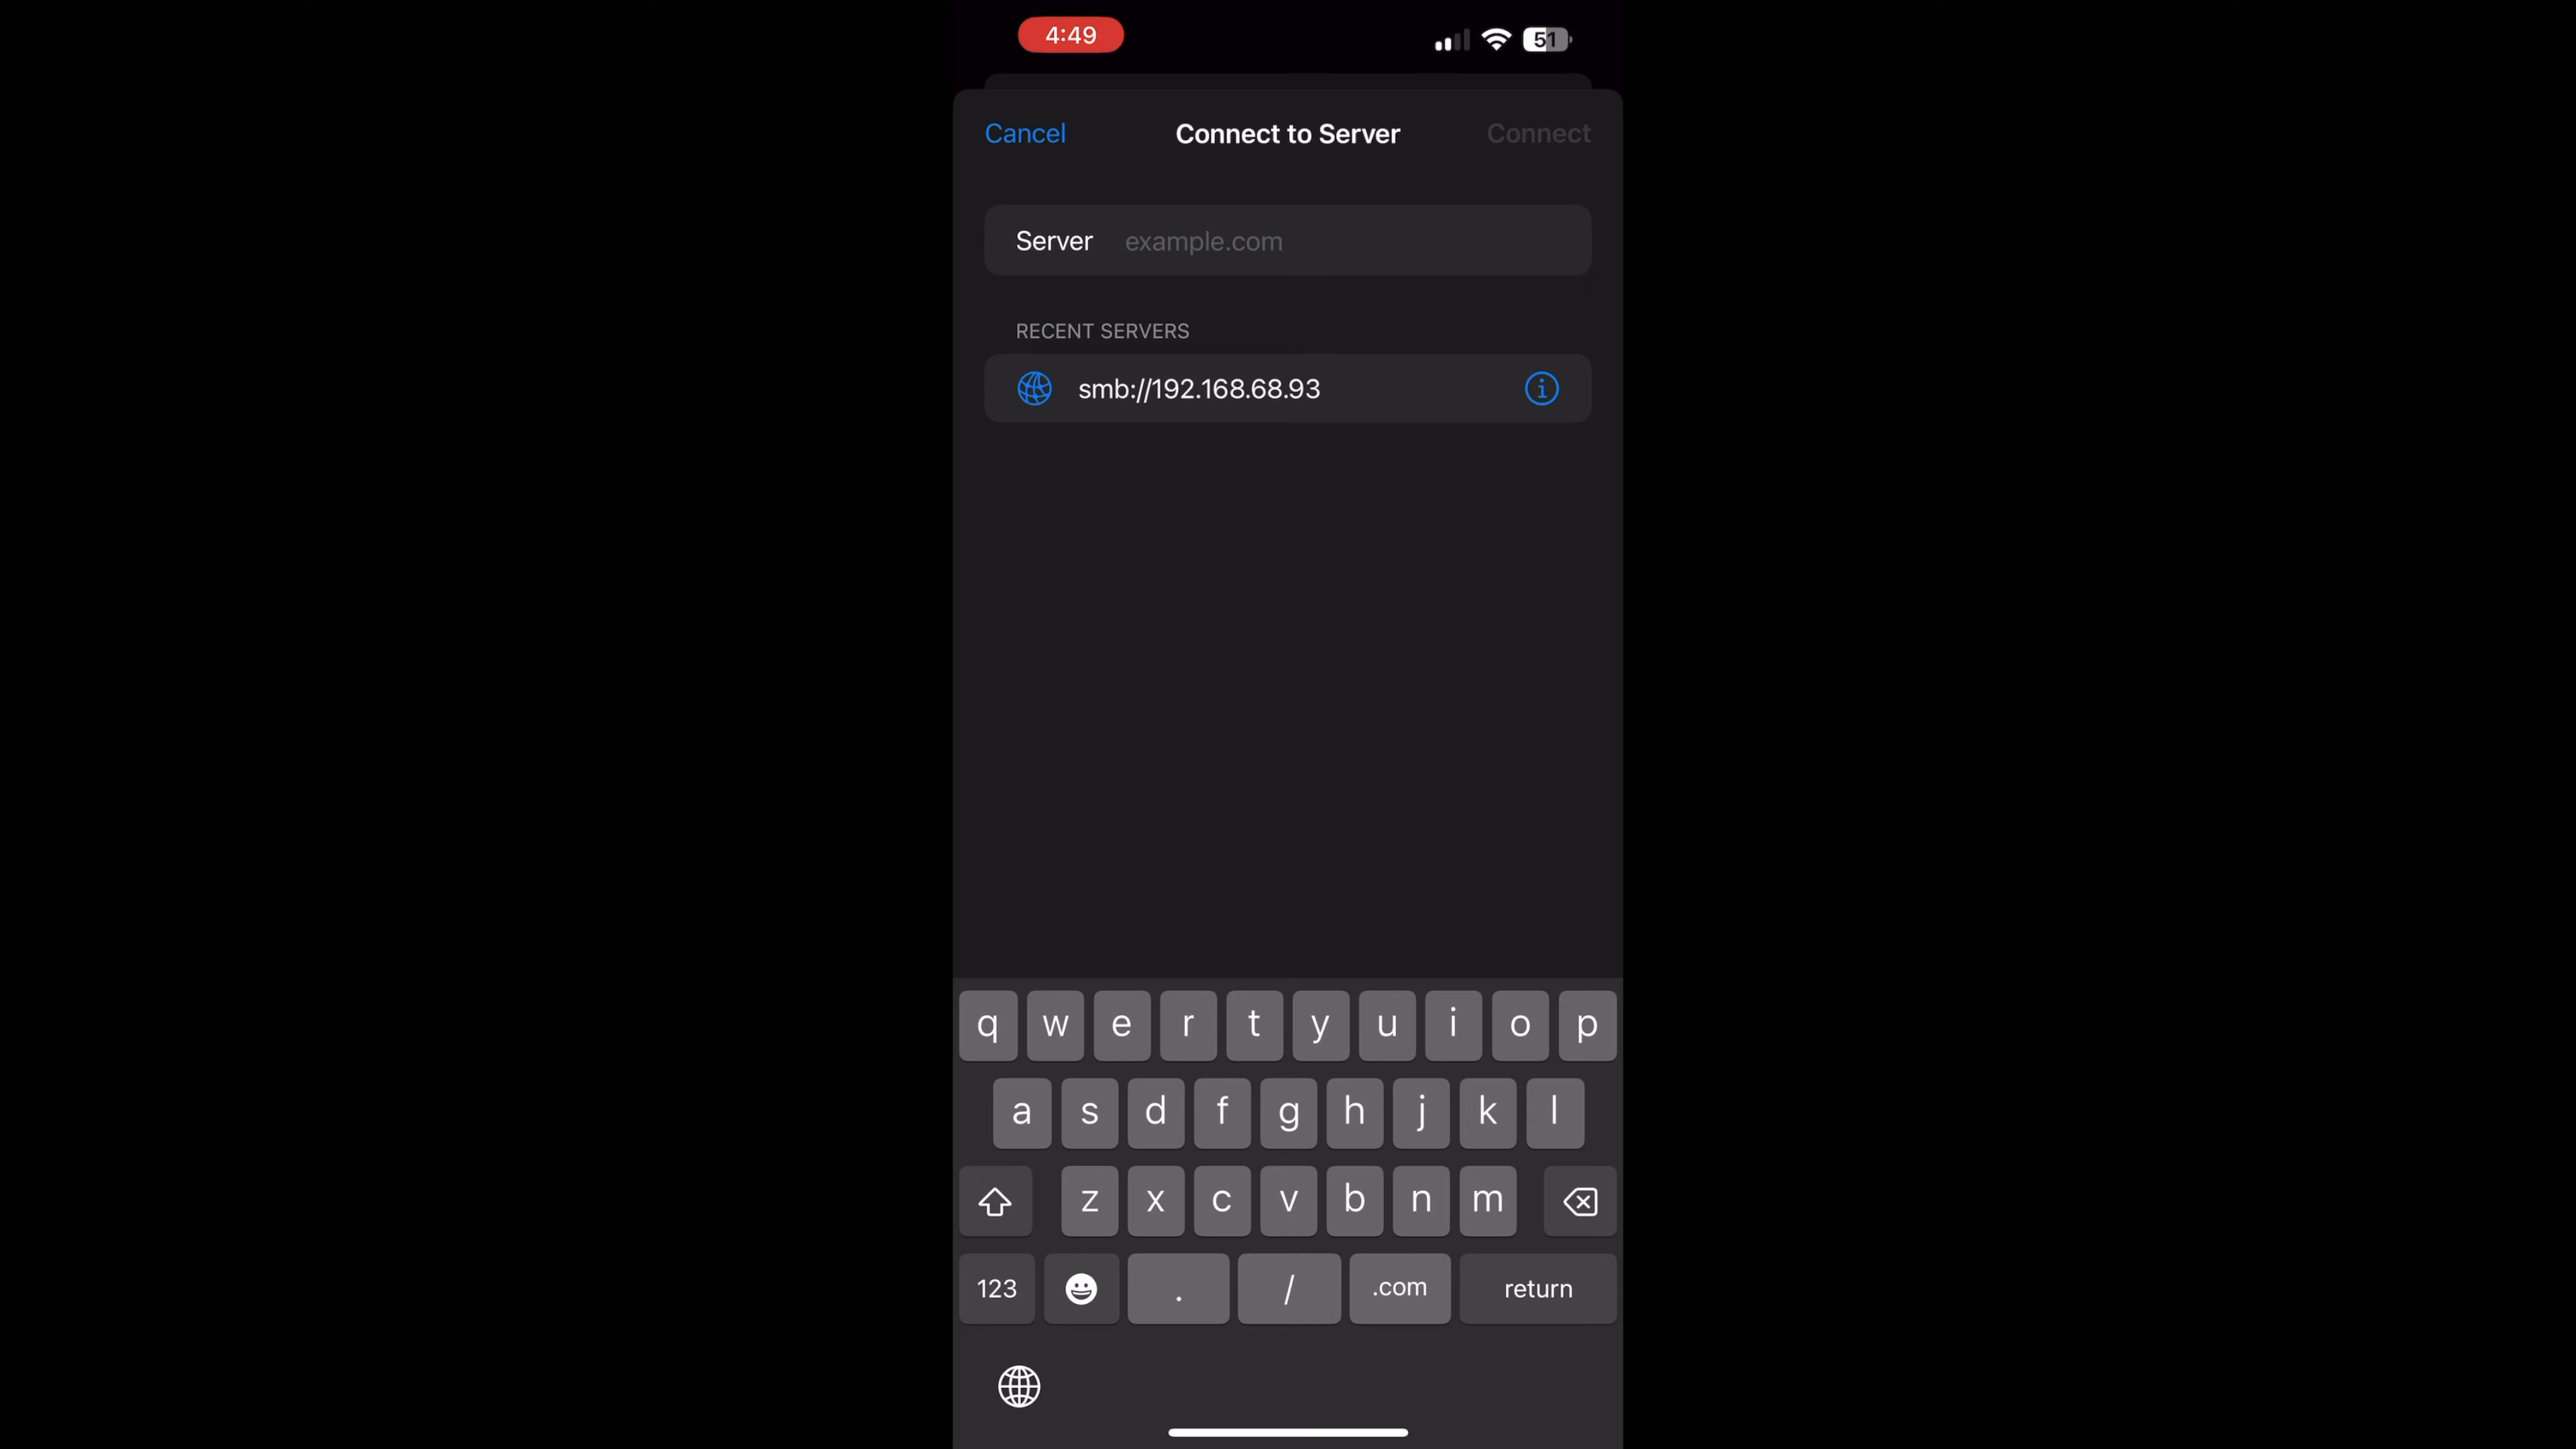 4:49
51
Cancel Connect to Server Connect
Server example.com
RECENT SERVERS
smb://192.168.68.93
q w e r t y u i o p
a s d f g h j k l
z x c v b n m
123 . / .com return